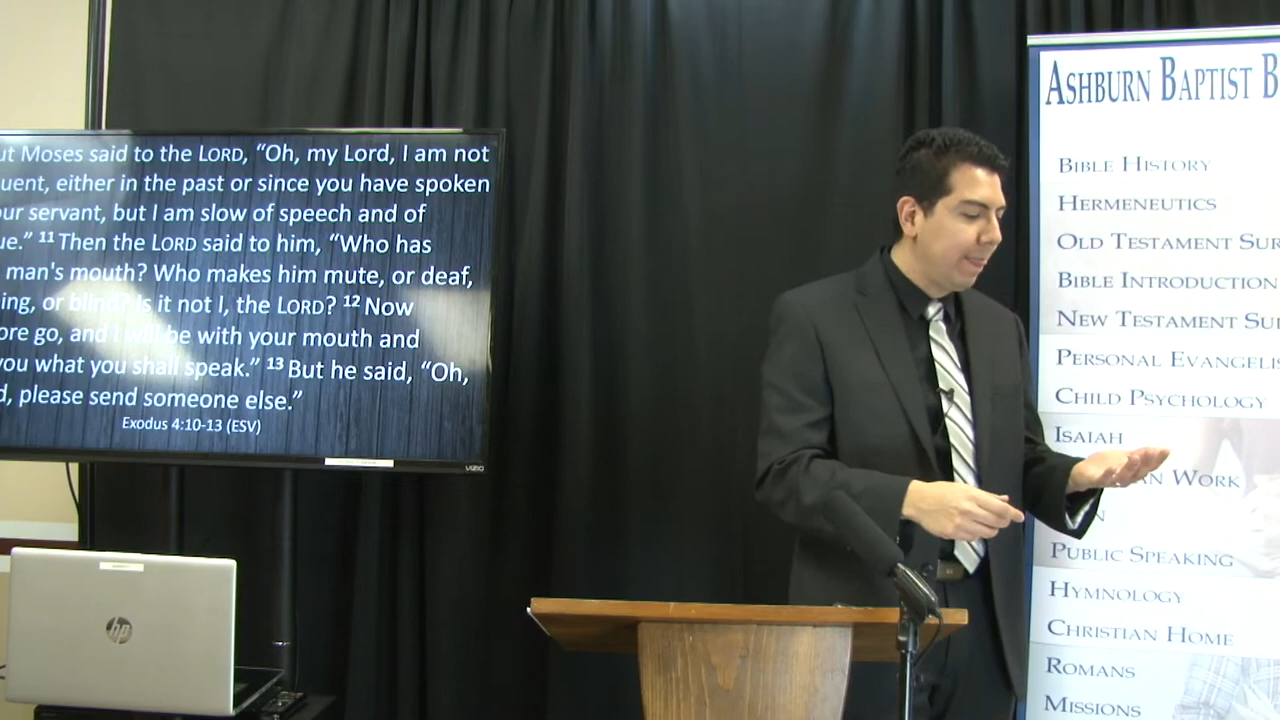 ut Moses said to the LORD, “Oh, my Lord, I am not
uent, either in the past or since you have spoken
ur servant, but I am slow of speech and of
ue.” 11 Then the LORD said to him, “Who has
man's mouth? Who makes him mute, or deaf,
ing, or blind? Is it not I, the LORD? 12 Now
ore go, and I will be with your mouth and
you what you shall speak.” 13 But he said, “Oh,
d, please send someone else.”
Exodus 4:10-13 (ESV)
VIZIO
hp
ASHBURN BAPTIST B
BIBLE HISTORY
HERMENEUTICS
OLD TESTAMENT SUR
BIBLE INTRODUCTION
NEW TESTAMENT SU
PERSONAL EVANGELIS
CHILD PSYCHOLOGY
ISAIAH
AN WORK
N
PUBLIC SPEAKING
HYMNOLOGY
CHRISTIAN HOME
ROMANS
MISSIONS